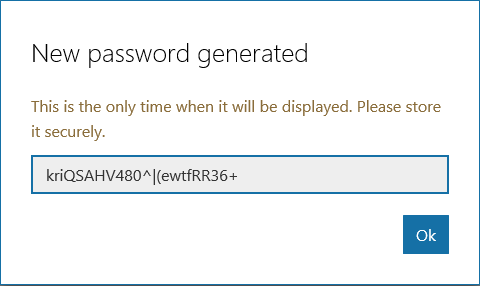 New password generated
This is the only time when it will be displayed. Please store
it securely.
kriQSAHV480^|(ewtfRR36+
Ok